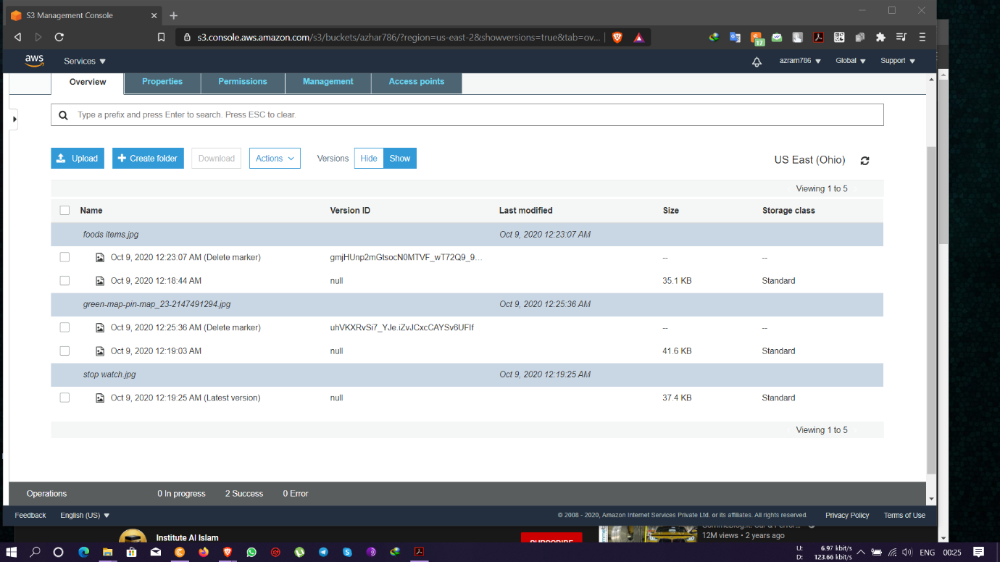 S3 Management Console
s3.console.aws.amazon.com/s3/buckets/azhar786/?region=us-east-2&showversions=true&tab=ov...
17
aws Services azram786 Global Support
Overview Properties Permissions Management Access points
Type a prefix and press Enter to search. Press ESC to clear.
Upload Create folder Download Actions Versions Hide Show US East (Ohio)
Viewing 1 to 5
Name Version ID Last modified Size Storage class
foods items.jpg Oct 9, 2020 12:23:07 AM
Oct 9, 2020 12:23:07 AM (Delete marker) gmjHUnp2mGtsocN0MTVF_wT72Q9_9... -- --
Oct 9, 2020 12:18:44 AM null 35.1 KB Standard
green-map-pin-map_23-2147491294.jpg Oct 9, 2020 12:25:36 AM
Oct 9, 2020 12:25:36 AM (Delete marker) uhVKXRvSi7_YJe.iZvJCxcCAYSv6UFIf -- --
Oct 9, 2020 12:19:03 AM null 41.6 KB Standard
stop watch.jpg Oct 9, 2020 12:19:25 AM
Oct 9, 2020 12:19:25 AM (Latest version) null 37.4 KB Standard
Viewing 1 to 5
Operations 0 In progress 2 Success 0 Error
Feedback English (US) © 2008 - 2020, Amazon Internet Services Private Ltd. or its affiliates. All rights reserved. Privacy Policy Terms of Use
Institute Al Islam SUBSCRIBE 12M views • 2 years ago
U: 6.97 kbit/s
D: 123.66 kbit/s
ENG 00:25